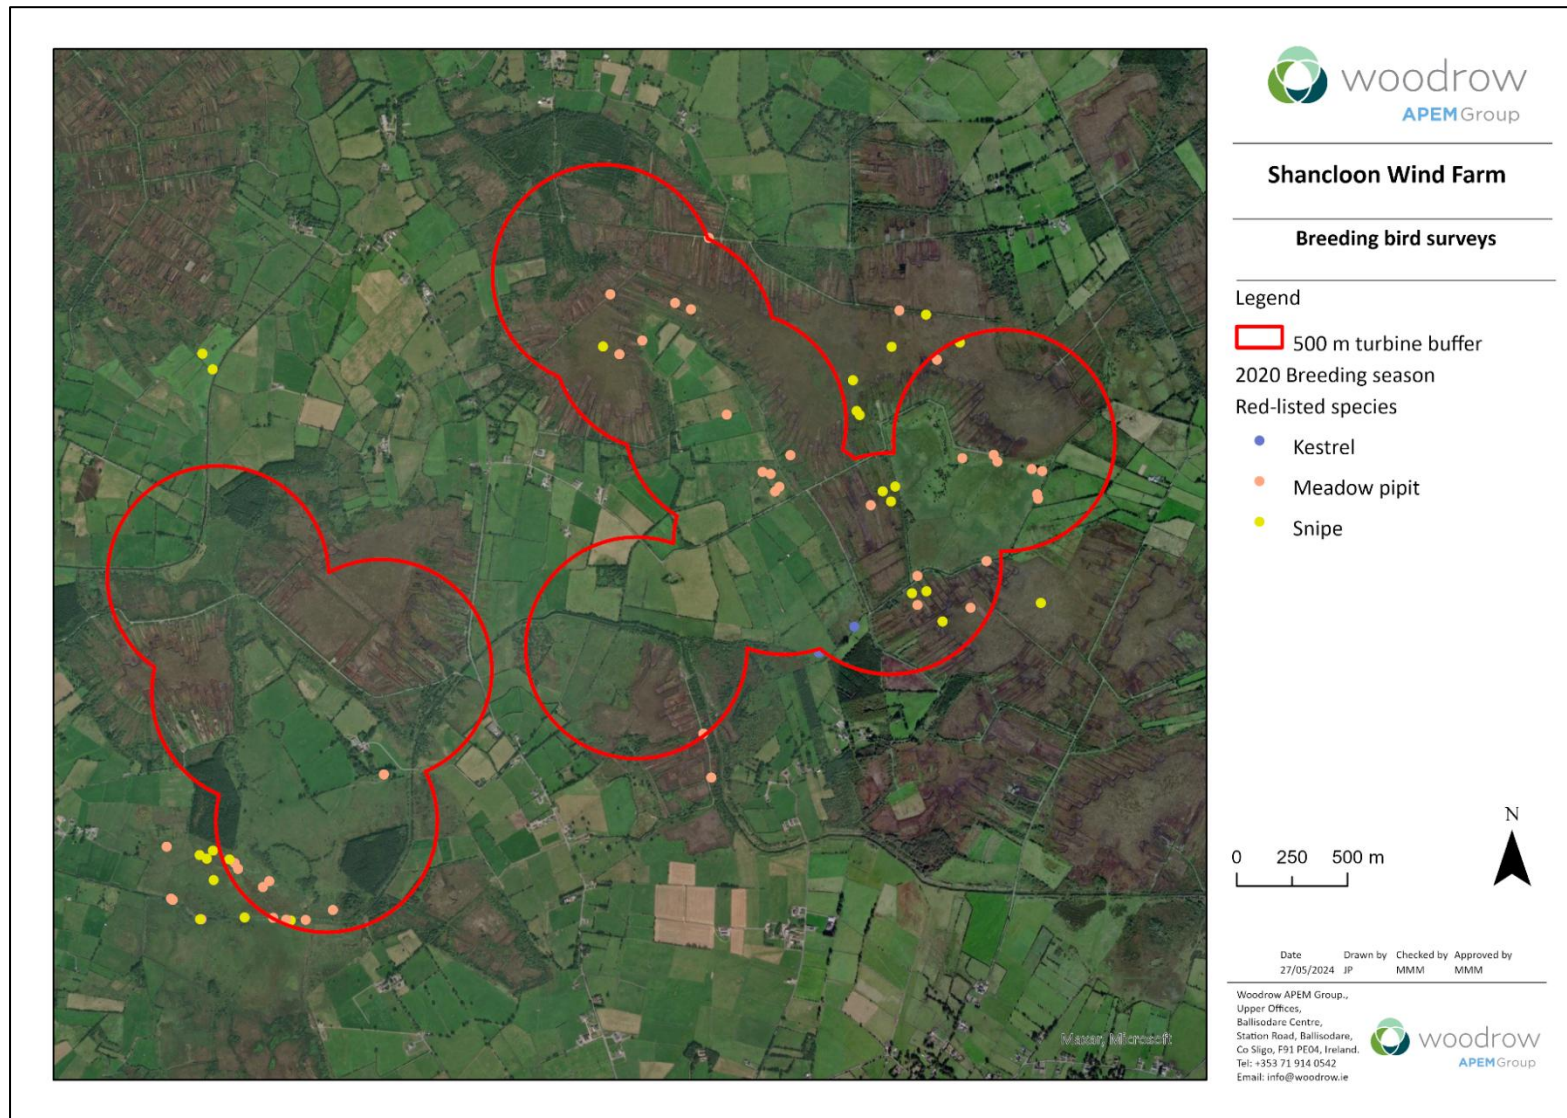 woodrow
APEM Group
Shancloon Wind Farm
Breeding bird surveys
Legend
500 m turbine buffer
2020 Breeding season
Red-listed species
Kestrel
Meadow pipit
Snipe
N
0 250 500 m
Date Drawn by Checked by Approved by
27/05/2024 JP MMM MMM
Woodrow APEM Group.,
Upper Offices,
Ballisodare Centre,
Station Road, Ballisodare,
Co Sligo, F91 PE04, Ireland.
Tel: +353 71 914 0542
Email: info@woodrow.ie
woodrow
APEM Group
Maxar, Microsoft